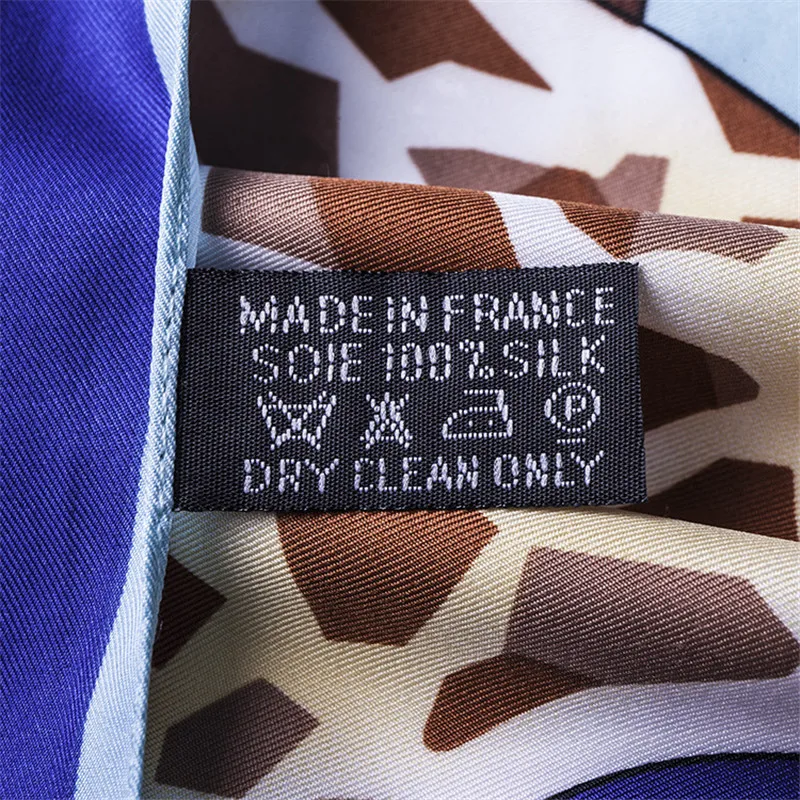 MADE IN FRANCE
SOIE 100% SILK
P
DRY CLEAN ONLY